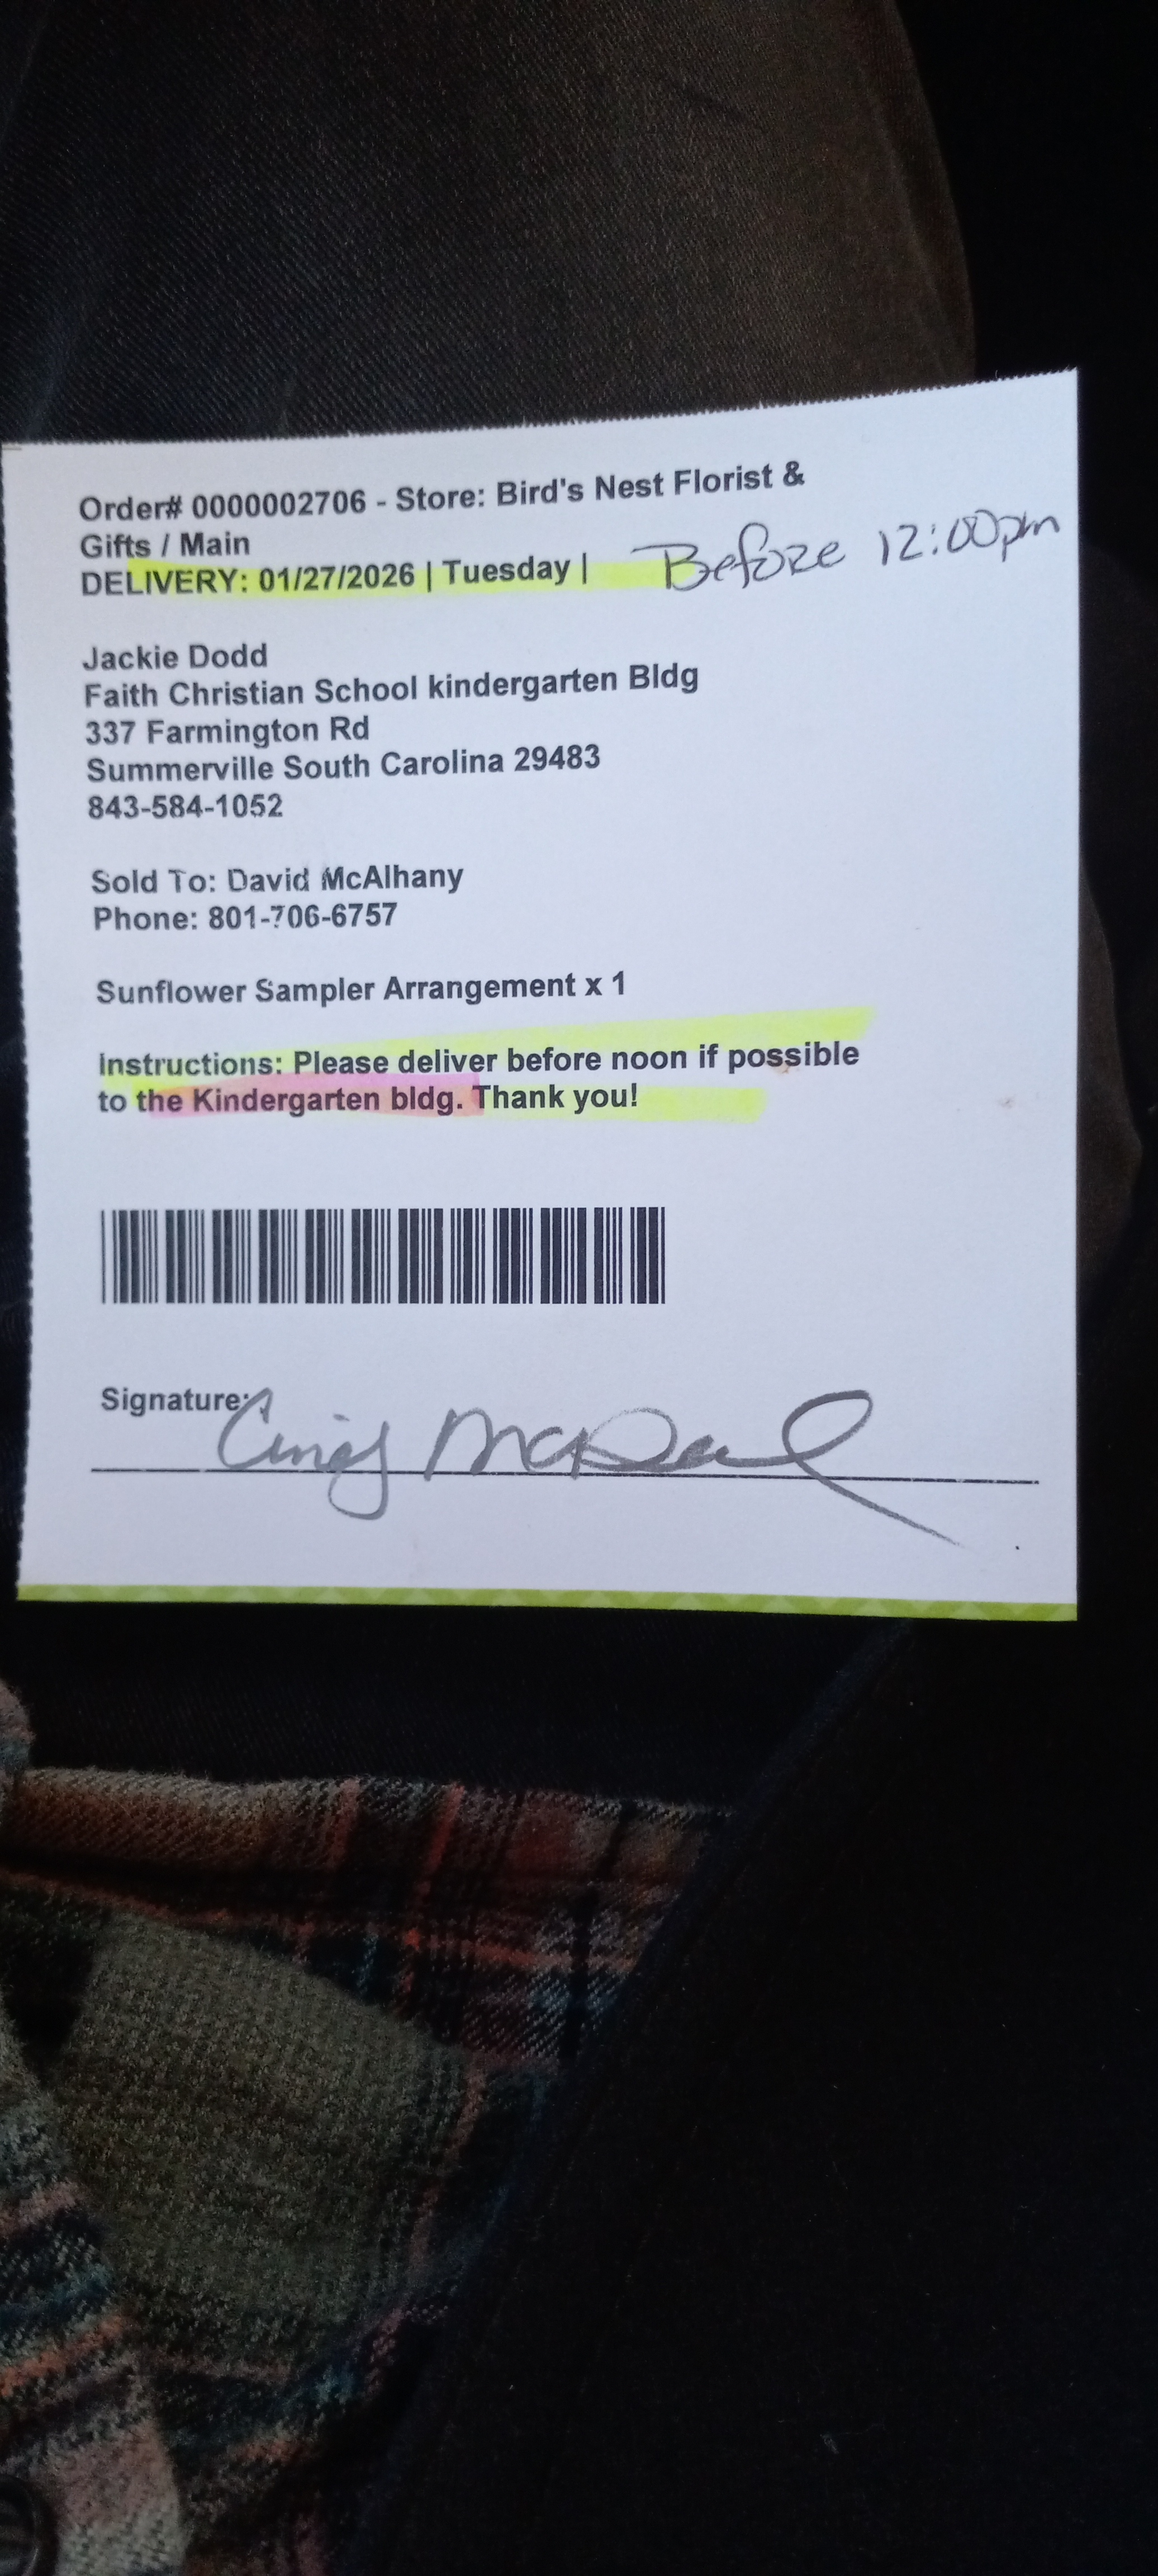 Order# 0000002706 - Store: Bird's Nest Florist &
Gifts / Main
DELIVERY: 01/27/2026 | Tuesday | Before 12:00pm
Jackie Dodd
Faith Christian School kindergarten Bldg
337 Farmington Rd
Summerville South Carolina 29483
843-584-1052
Sold To: David McAlhany
Phone: 801-706-6757
Sunflower Sampler Arrangement x 1
Instructions: Please deliver before noon if possible
to the Kindergarten bldg. Thank you!
Signature: